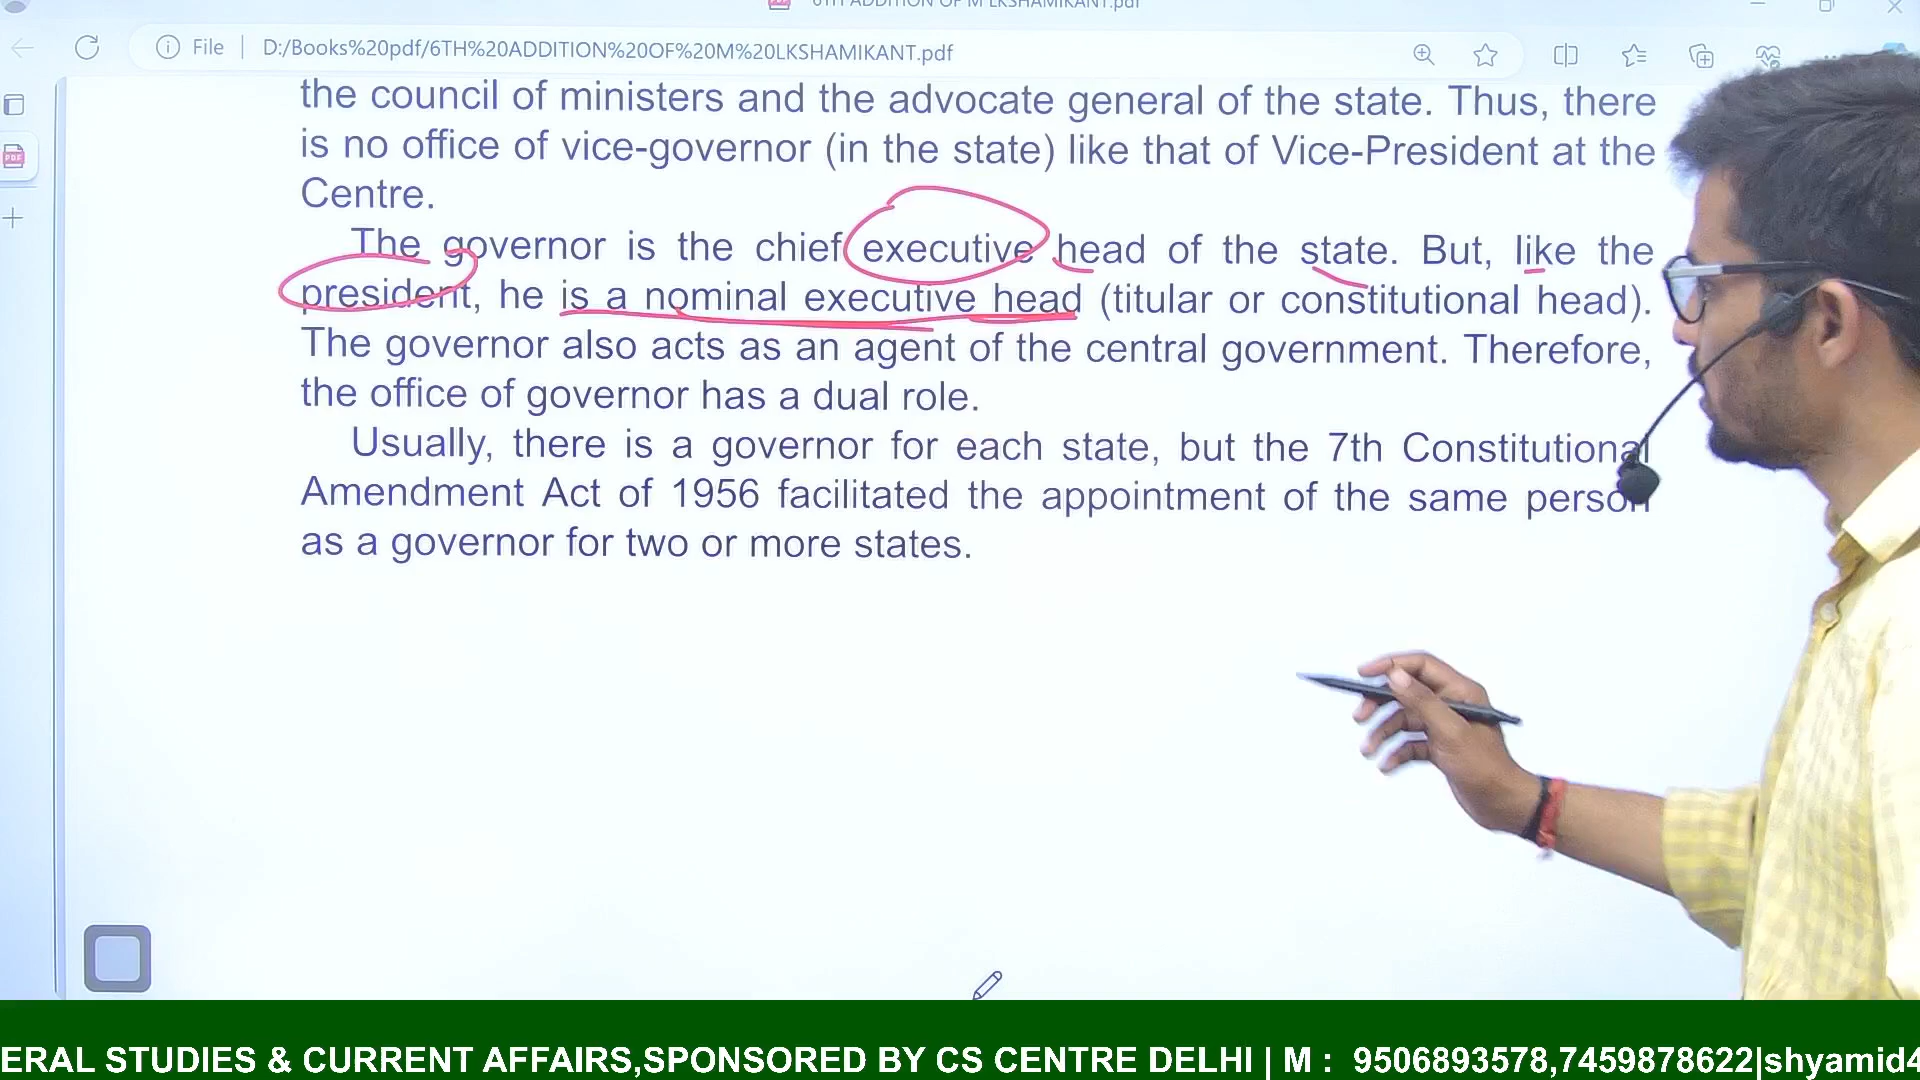 6TH ADDITION OF M LKSHAMIKANT.pdf
File | D:/Books%20pdf/6TH%20ADDITION%20OF%20M%20LKSHAMIKANT.pdf
PDF
the council of ministers and the advocate general of the state. Thus, there
is no office of vice-governor (in the state) like that of Vice-President at the
Centre.
The governor is the chief executive head of the state. But, like the
president, he is a nominal executive head (titular or constitutional head).
The governor also acts as an agent of the central government. Therefore,
the office of governor has a dual role.
Usually, there is a governor for each state, but the 7th Constitutional
Amendment Act of 1956 facilitated the appointment of the same person
as a governor for two or more states.
ERAL STUDIES & CURRENT AFFAIRS,SPONSORED BY CS CENTRE DELHI | M : 9506893578,7459878622|shyamid4